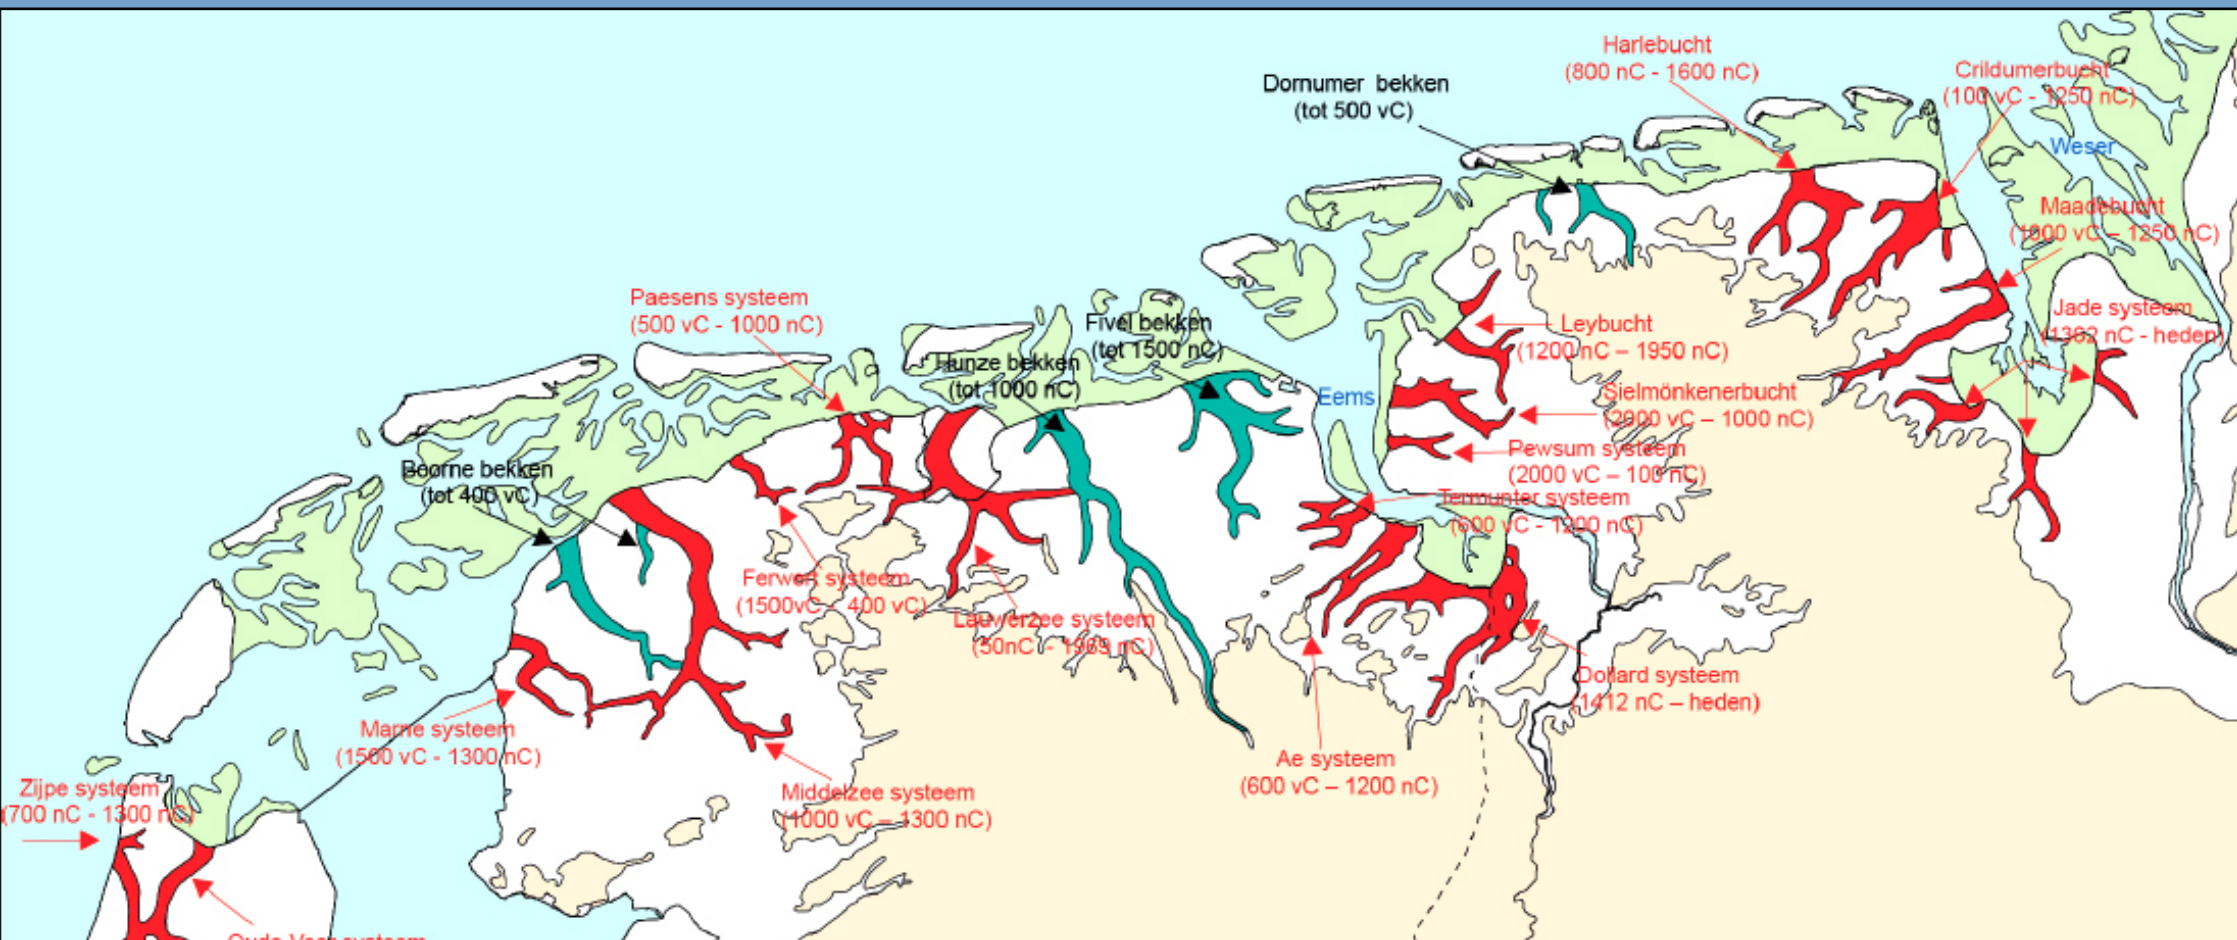 Harlebucht
(800 nC - 1600 nC)
Crildumerbucht
(100 vC - 1250 nC)
Dornumer bekken
(tot 500 vC)
Weser
Maadebucht
(1000 vC – 1250 nC)
Paesens systeem
(500 vC - 1000 nC)
Fivel bekken
(tot 1500 nC)
Jade systeem
(1362 nC - heden)
Leybucht
(1200 nC – 1950 nC)
Hunze bekken
(tot 1000 nC)
Eems
Sielmönkenerbucht
(2000 vC – 1000 nC)
Boorne bekken
(tot 400 vC)
Pewsum systeem
(2000 vC – 100 nC)
Termunter systeem
(600 vC - 1200 nC)
Ferwert systeem
(1500vC - 400 vC)
Lauwerzee systeem
(50nC - 1969 nC)
Dollard systeem
(1412 nC – heden)
Marne systeem
(1500 vC - 1300 nC)
Ae systeem
(600 vC – 1200 nC)
Zijpe systeem
(700 nC - 1300 nC)
Middelzee systeem
(1000 vC – 1300 nC)
Oude Veer systeem